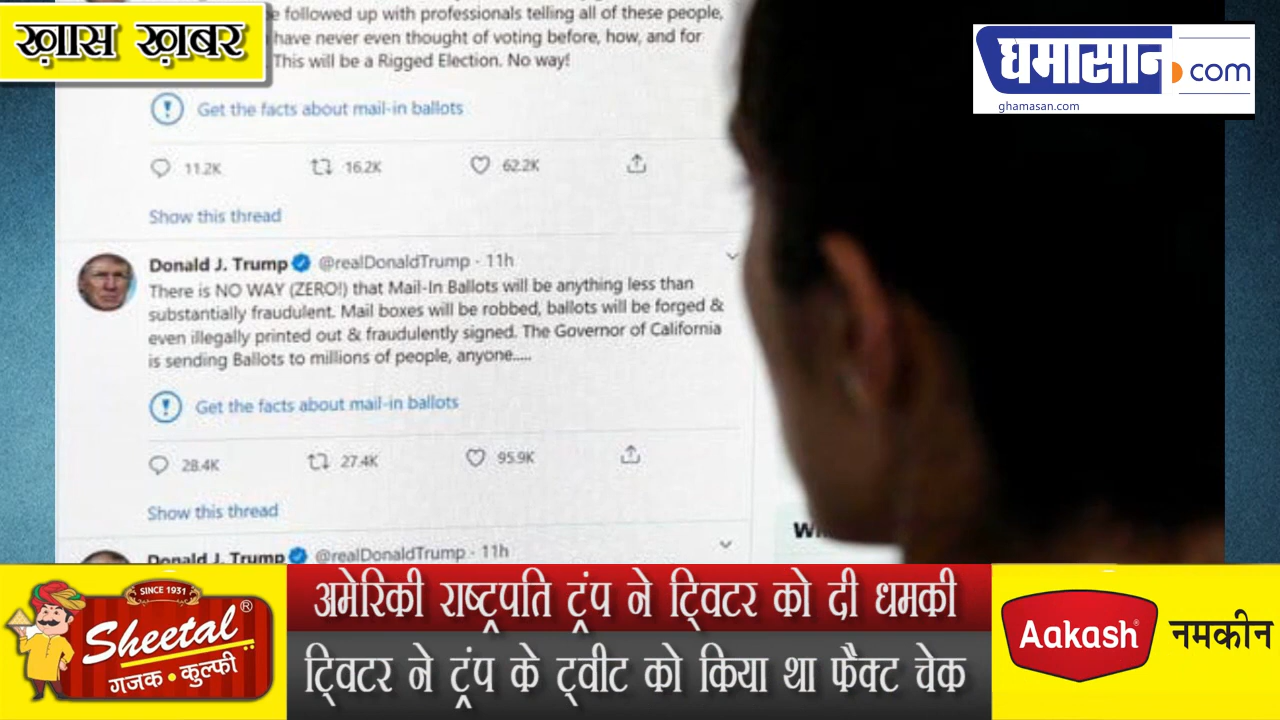 ख़ास ख़बर
e followed up with professionals telling all of these people,
have never even thought of voting before, how, and for
This will be a Rigged Election. No way!
Get the facts about mail-in ballots
11.2K 16.2K 62.2K
Show this thread
घमासान.com
ghamasan.com
Donald J. Trump @realDonaldTrump · 11h
There is NO WAY (ZERO!) that Mail-In Ballots will be anything less than
substantially fraudulent. Mail boxes will be robbed, ballots will be forged &
even illegally printed out & fraudulently signed. The Governor of California
is sending Ballots to millions of people, anyone.....
Get the facts about mail-in ballots
28.4K 27.4K 95.9K
Show this thread
Donald J. Trump @realDonaldTrump · 11h
SINCE 1931
Sheetal®
गजक • कुल्फी
अमेरिकी राष्ट्रपति ट्रंप ने ट्विटर को दी धमकी
ट्विटर ने ट्रंप के ट्वीट को किया था फैक्ट चेक
Aakash® नमकीन